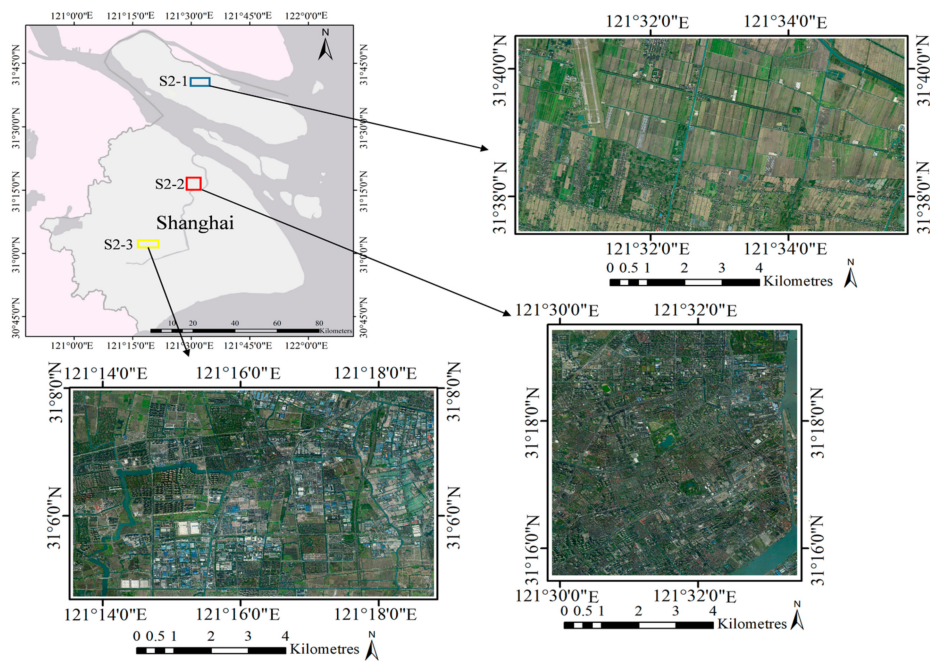 121°0'0"E 121°15'0"E 121°30'0"E 121°45'0"E 122°0'0"E
31°45'0"N
31°30'0"N
31°15'0"N
31°0'0"N
30°45'0"N
N
S2-1
S2-2
Shanghai
S2-3
31°45'0"N
31°30'0"N
31°15'0"N
31°0'0"N
30°45'0"N
10 20 40 60 80
Kilometers
121°0'0"E 121°15'0"E 121°30'0"E 121°45'0"E 122°0'0"E
121°32'0"E 121°34'0"E
31°40'0"N
31°38'0"N
31°40'0"N
31°38'0"N
121°32'0"E 121°34'0"E
0 0.5 1 2 3 4
Kilometres
N
121°14'0"E 121°16'0"E 121°18'0"E
31°8'0"N
31°6'0"N
31°8'0"N
31°6'0"N
121°14'0"E 121°16'0"E 121°18'0"E
0 0.5 1 2 3 4
Kilometres
N
121°30'0"E 121°32'0"E
31°18'0"N
31°16'0"N
31°18'0"N
31°16'0"N
121°30'0"E 121°32'0"E
0 0.5 1 2 3 4
Kilometres
N